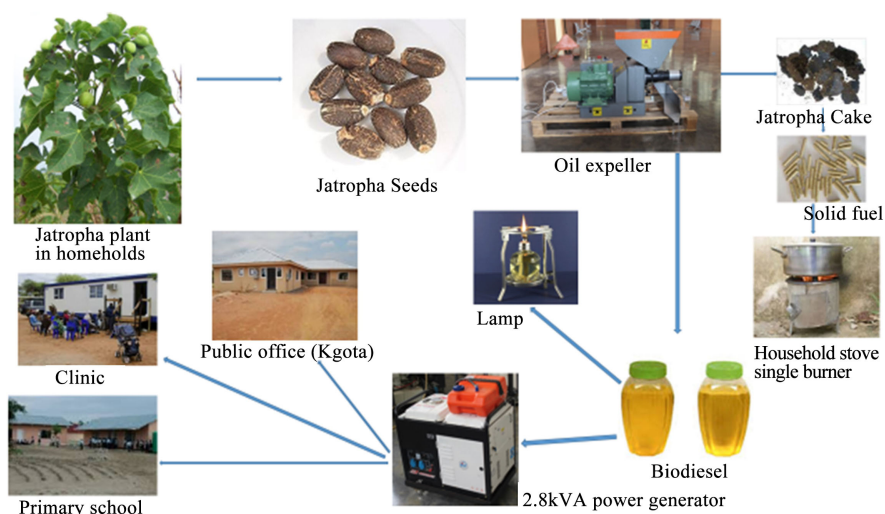 Jatropha Cake
Oil expeller
Jatropha Seeds
Solid fuel
Jatropha plant
in homeholds
Lamp
Public office (Kgota)
Household stove
single burner
Clinic
Biodiesel
2.8kVA power generator
Primary school